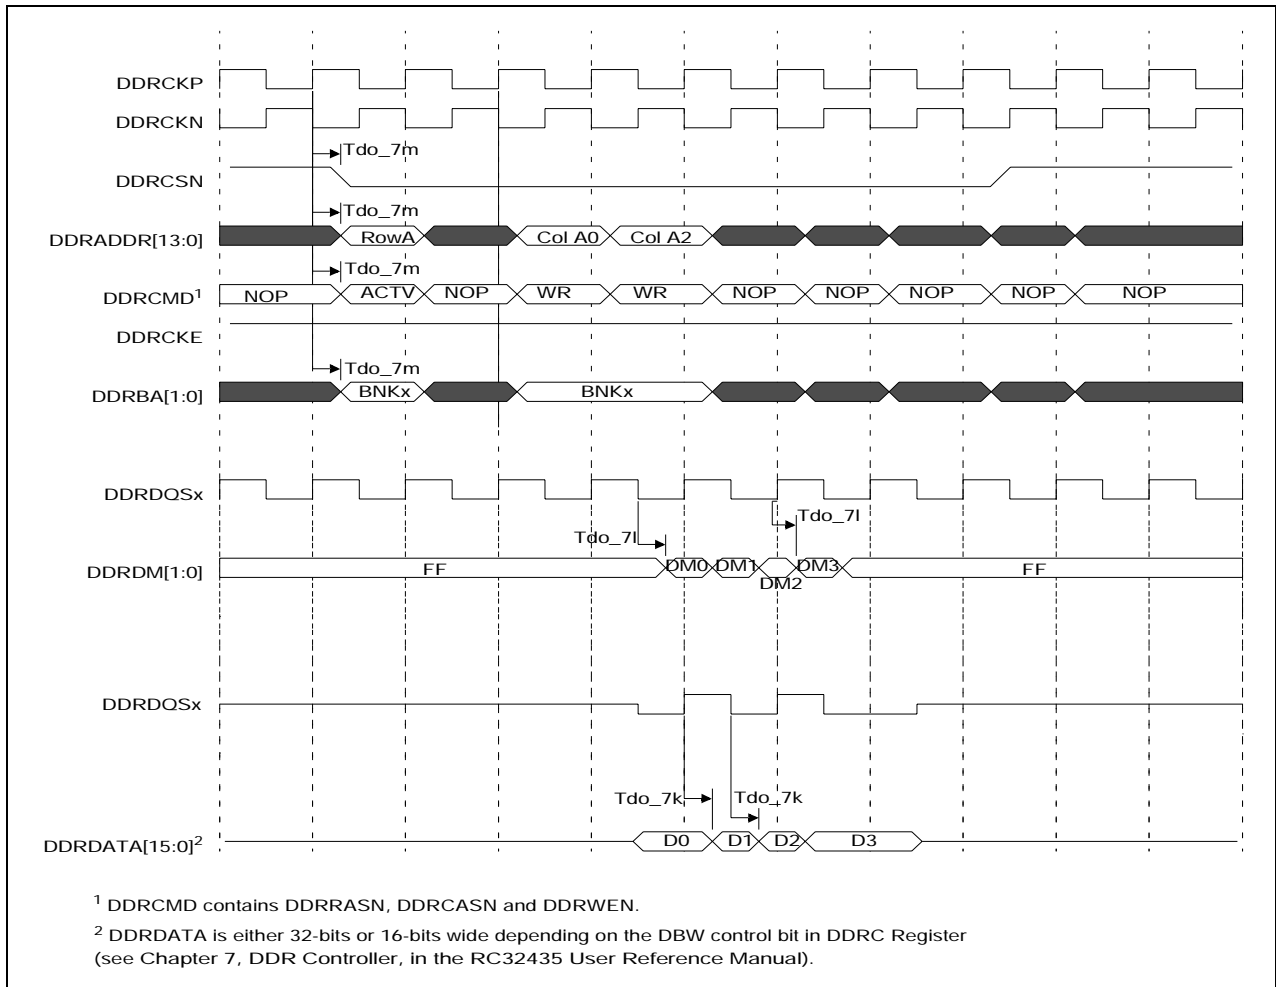 DDRCKP
DDRCKN
Tdo_7m
DDRCSN
Tdo_7m
DDRADDR[13:0] RowA Col A0 Col A2
Tdo_7m
DDRCMD¹ NOP ACTV NOP WR WR NOP NOP NOP NOP NOP
DDRCKE
Tdo_7m
DDRBA[1:0] BNKx BNKx
DDRDQSx
Tdo_7l Tdo_7l
DDRDM[1:0] FF DM0 DM1 DM2 DM3 FF
DDRDQSx
Tdo_7k Tdo_7k
DDRDATA[15:0]² D0 D1 D2 D3
¹ DDRCMD contains DDRRASN, DDRCASN and DDRWEN.
² DDRDATA is either 32-bits or 16-bits wide depending on the DBW control bit in DDRC Register
(see Chapter 7, DDR Controller, in the RC32435 User Reference Manual).